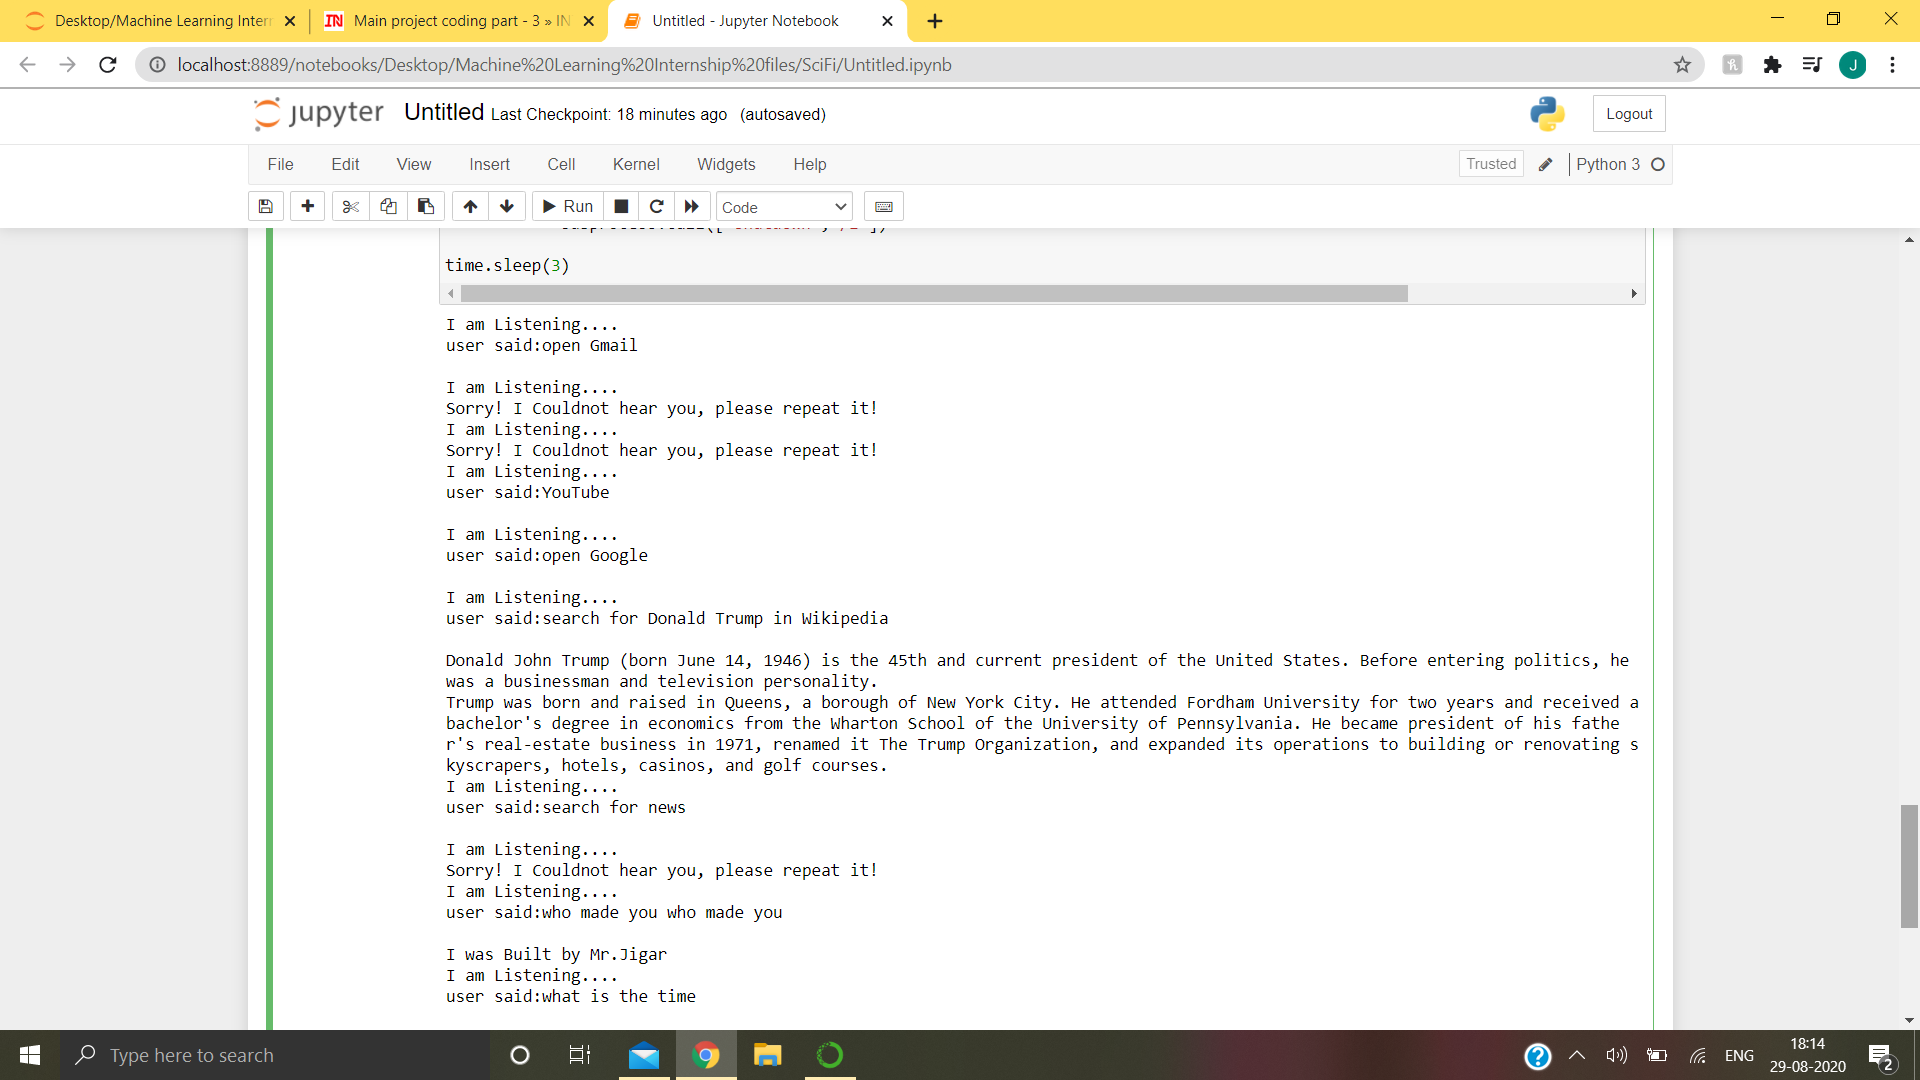 Desktop/Machine Learning Inter
Main project coding part - 3 » IN
Untitled - Jupyter Notebook
localhost:8889/notebooks/Desktop/Machine%20Learning%20Internship%20files/SciFi/Untitled.ipynb
J
jupyter Untitled Last Checkpoint: 18 minutes ago (autosaved)
Logout
File Edit View Insert Cell Kernel Widgets Help
Trusted Python 3
Run Code
time.sleep(3)
I am Listening....
user said:open Gmail
I am Listening....
Sorry! I Couldnot hear you, please repeat it!
I am Listening....
Sorry! I Couldnot hear you, please repeat it!
I am Listening....
user said:YouTube
I am Listening....
user said:open Google
I am Listening....
user said:search for Donald Trump in Wikipedia
Donald John Trump (born June 14, 1946) is the 45th and current president of the United States. Before entering politics, he
was a businessman and television personality.
Trump was born and raised in Queens, a borough of New York City. He attended Fordham University for two years and received a
bachelor's degree in economics from the Wharton School of the University of Pennsylvania. He became president of his fathe
r's real-estate business in 1971, renamed it The Trump Organization, and expanded its operations to building or renovating s
kyscrapers, hotels, casinos, and golf courses.
I am Listening....
user said:search for news
I am Listening....
Sorry! I Couldnot hear you, please repeat it!
I am Listening....
user said:who made you who made you
I was Built by Mr.Jigar
I am Listening....
user said:what is the time
Type here to search
ENG
18:14
29-08-2020
2